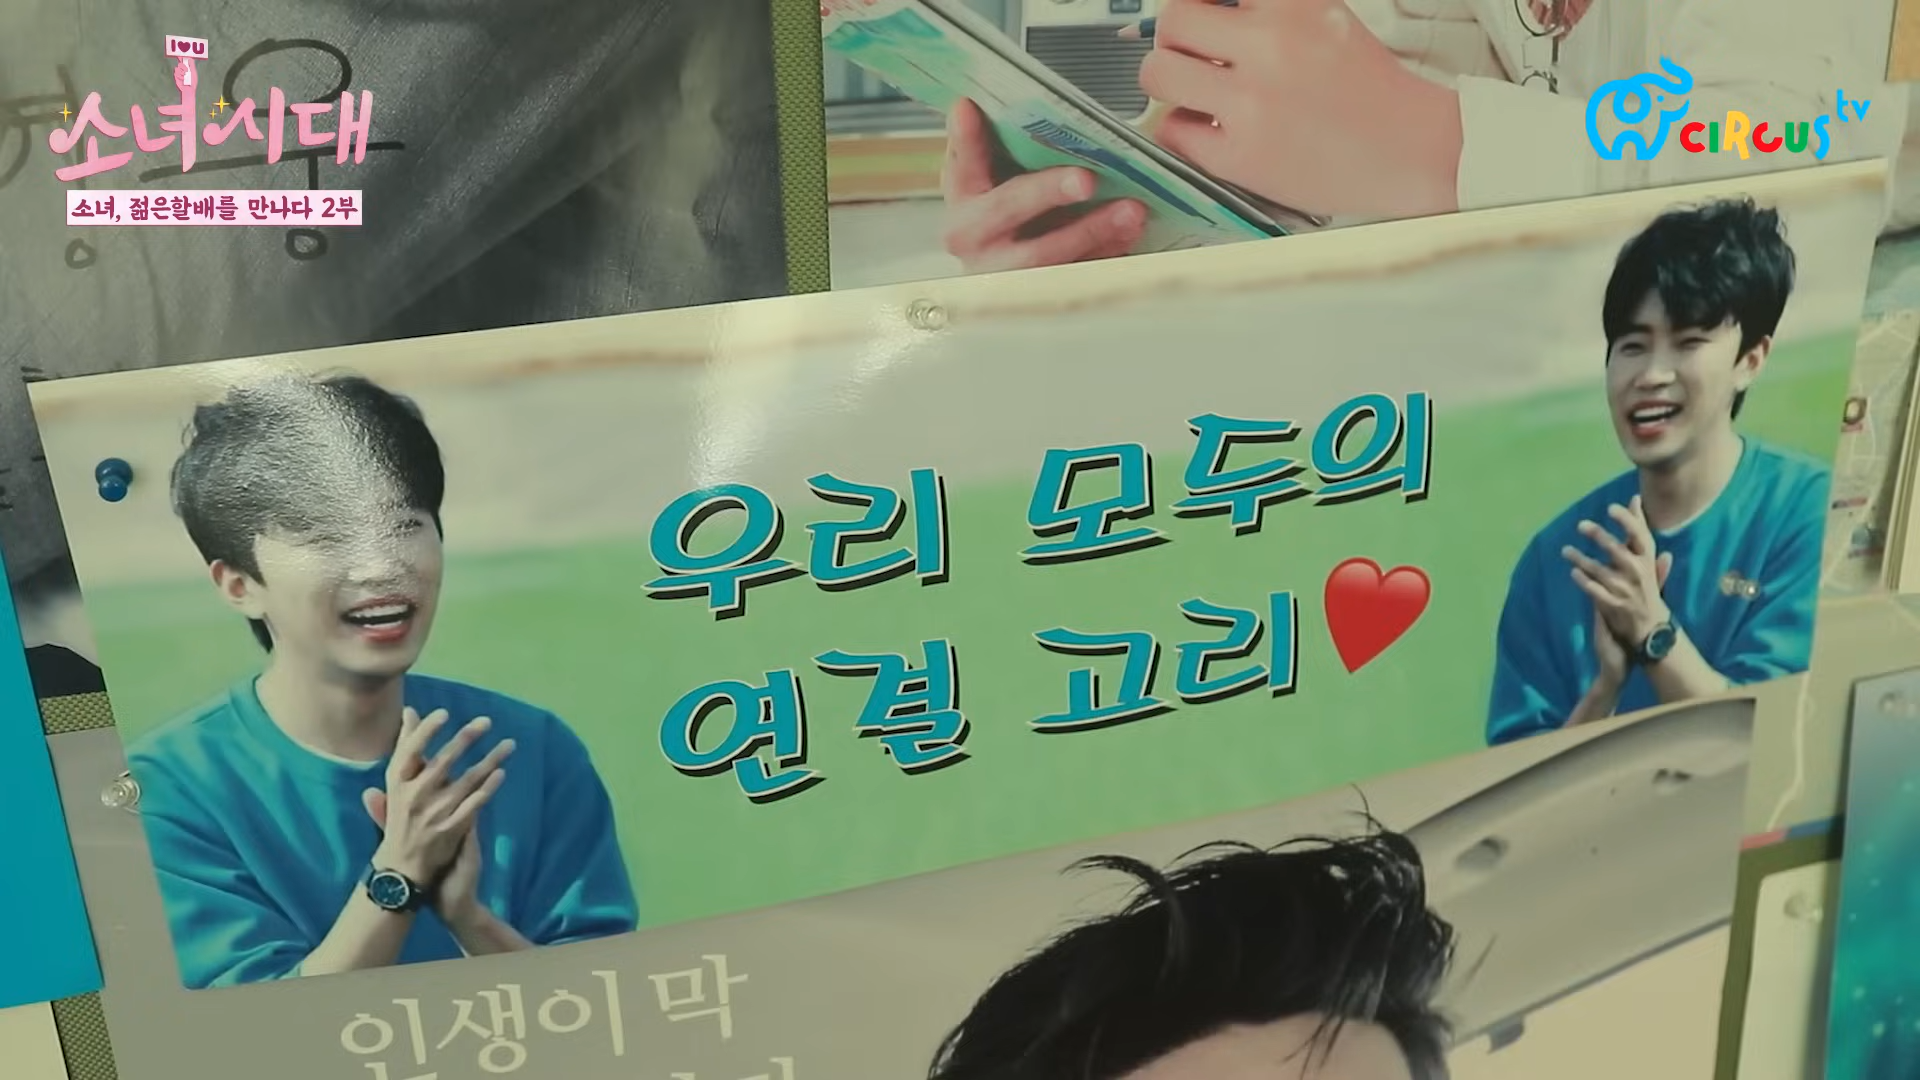 I♥U
소녀시대
소녀, 젊은할배를 만나다 2부
CIRCUS tv
우리 모두의
연결 고리❤️
인생이 막